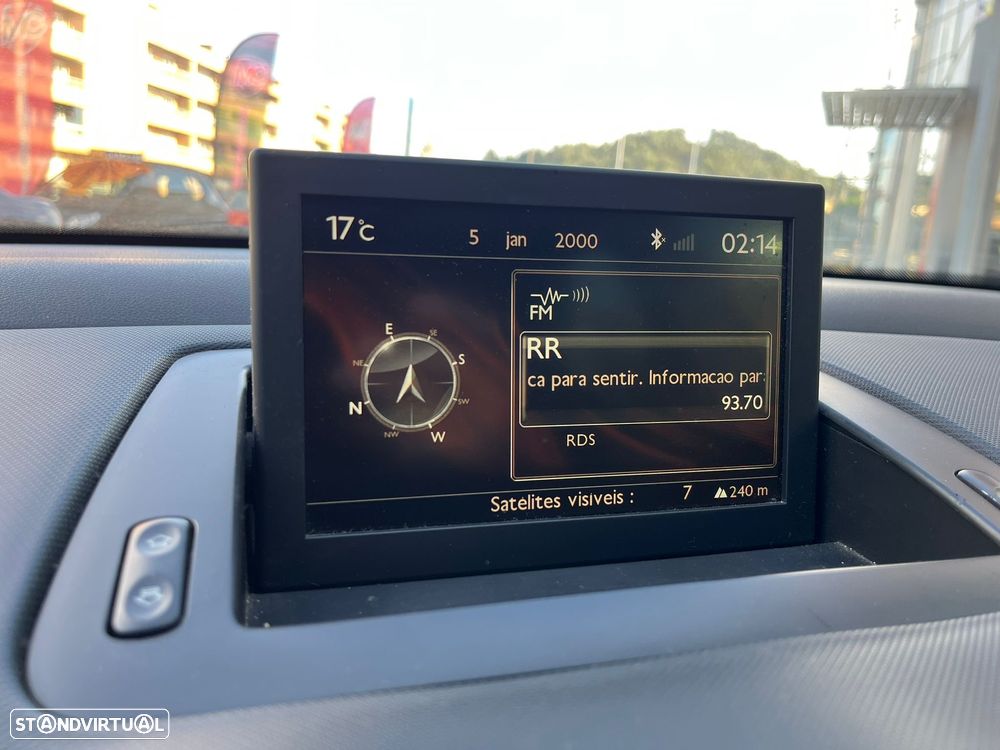 17°C 5 jan 2000 02:14
E
SE
NE
S
N
SW
NW
W
FM
RR
ca para sentir. Informacao par
93.70
RDS
Satelites visiveis : 7 240 m
STANDVIRTUAL